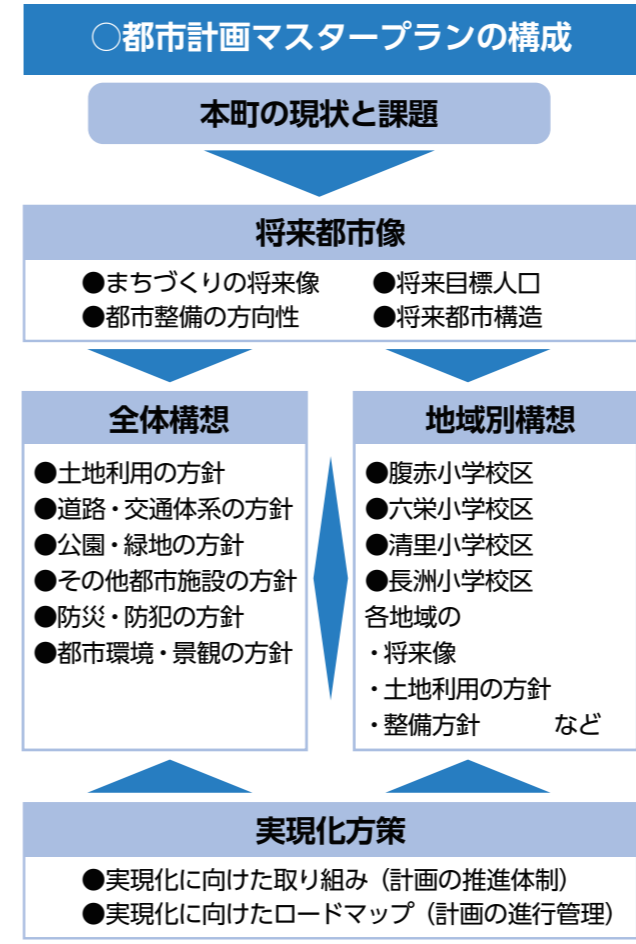 ○都市計画マスタープランの構成
本町の現状と課題
将来都市像
●まちづくりの将来像 ●将来目標人口
●都市整備の方向性 ●将来都市構造
全体構想
●土地利用の方針
●道路・交通体系の方針
●公園・緑地の方針
●その他都市施設の方針
●防災・防犯の方針
●都市環境・景観の方針
地域別構想
●腹赤小学校区
●六栄小学校区
●清里小学校区
●長洲小学校区
各地域の
・将来像
・土地利用の方針
・整備方針 など
実現化方策
●実現化に向けた取り組み（計画の推進体制）
●実現化に向けたロードマップ（計画の進行管理）